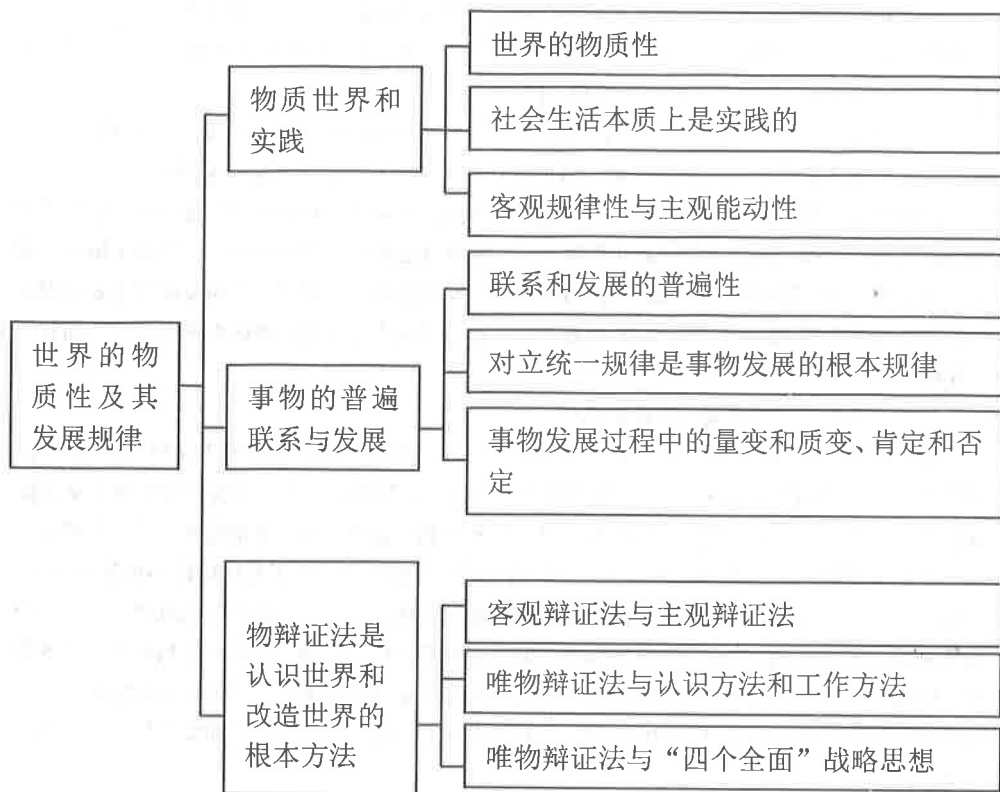 世界的物
质性及其
发展规律
物质世界和
实践
世界的物质性
社会生活本质上是实践的
客观规律性与主观能动性
事物的普遍
联系与发展
联系和发展的普遍性
对立统一规律是事物发展的根本规律
事物发展过程中的量变和质变、肯定和否
定
物辩证法是
认识世界和
改造世界的
根本方法
客观辩证法与主观辩证法
唯物辩证法与认识方法和工作方法
唯物辩证法与“四个全面”战略思想